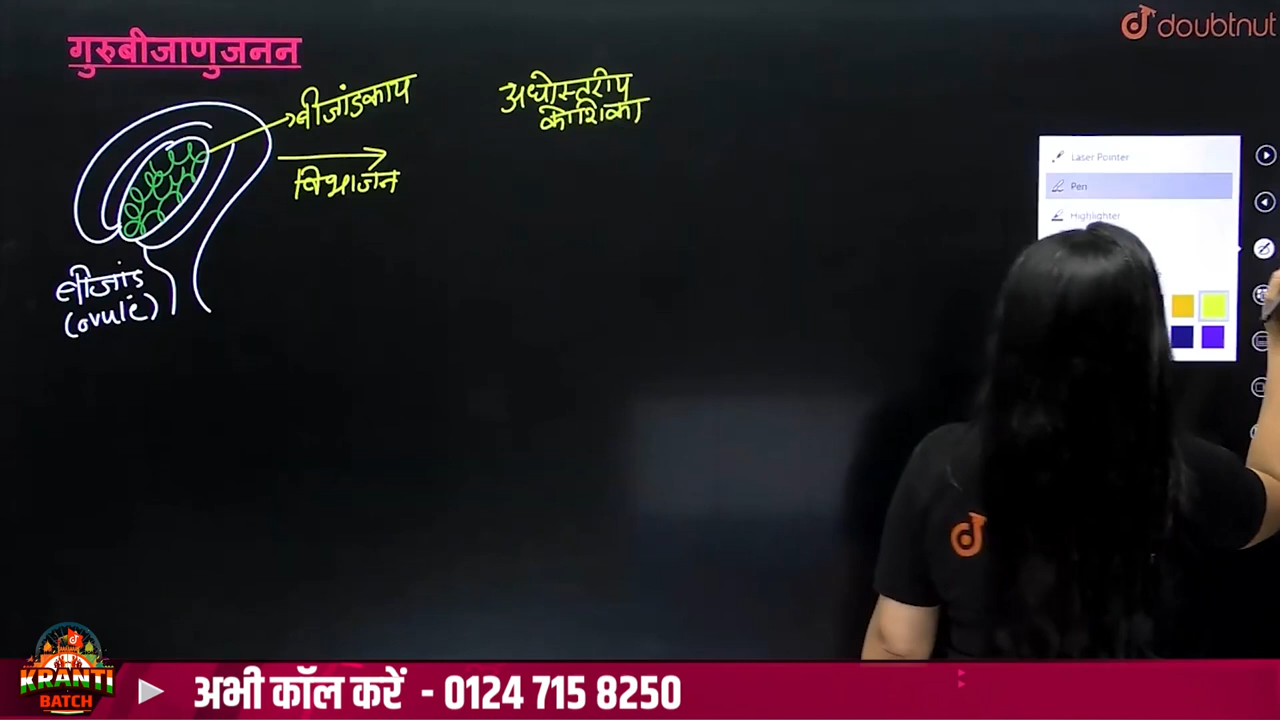 doubtnut
गुरुबीजाणुजनन
बीजांडकाय
अधोस्तरीय
कोशिका
विभाजन
बीजांड
(ovule)
Laser Pointer
Pen
Highlighter
KRANTI
BATCH
अभी कॉल करें - 0124 715 8250